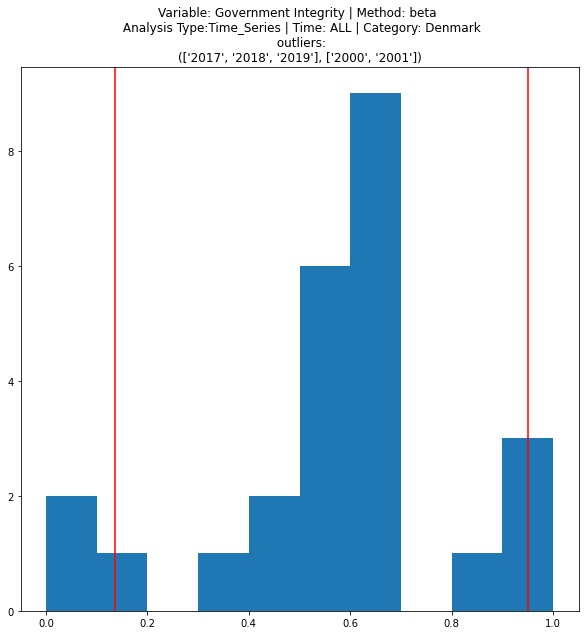 Variable: Government Integrity | Method: beta
Analysis Type:Time_Series | Time: ALL | Category: Denmark
outliers:
(['2017', '2018', '2019'], ['2000', '2001'])
8
6
4
2
0
0.0 0.2 0.4 0.6 0.8 1.0